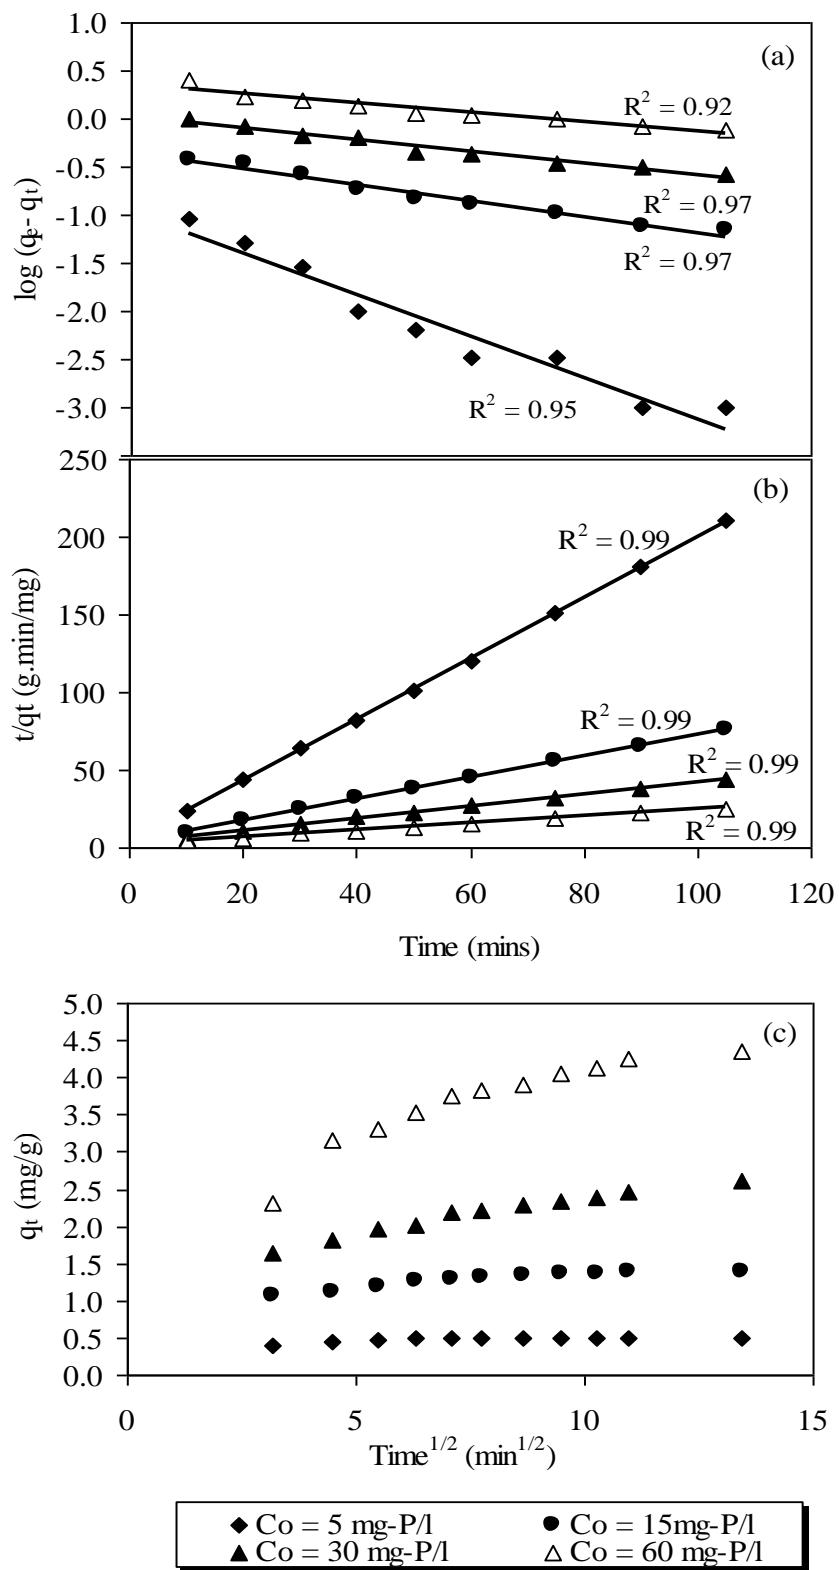 1.0
(a)
0.5
R² = 0.92
0.0
-0.5
R² = 0.97
-1.0
R² = 0.97
-1.5
-2.0
-2.5
-3.0
R² = 0.95
log (qe- qt)
250
(b)
200
R² = 0.99
150
100
R² = 0.99
50
R² = 0.99
R² = 0.99
0
t/qt (g.min/mg)
0 20 40 60 80 100 120
Time (mins)
5.0
(c)
4.5
4.0
3.5
3.0
2.5
2.0
1.5
1.0
0.5
0.0
qt (mg/g)
0 5 10 15
Time1/2 (min1/2)
Co = 5 mg-P/l Co = 15mg-P/l
Co = 30 mg-P/l Co = 60 mg-P/l